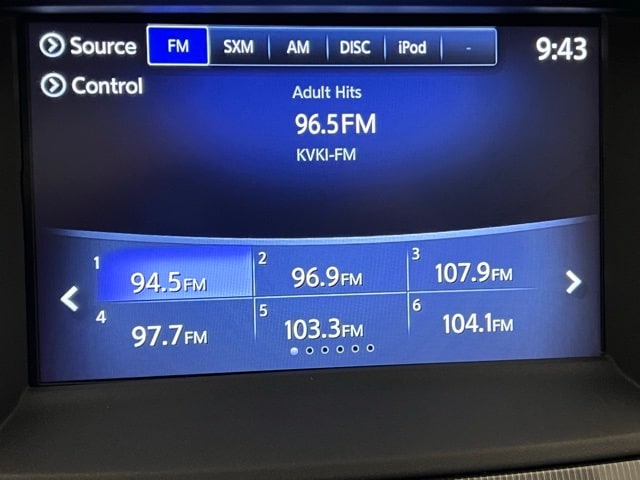 Source FM SXM AM DISC iPod - 9:43
Control
Adult Hits
96.5FM
KVKI-FM
1 94.5FM 2 96.9FM 3 107.9FM
4 97.7FM 5 103.3FM 6 104.1FM